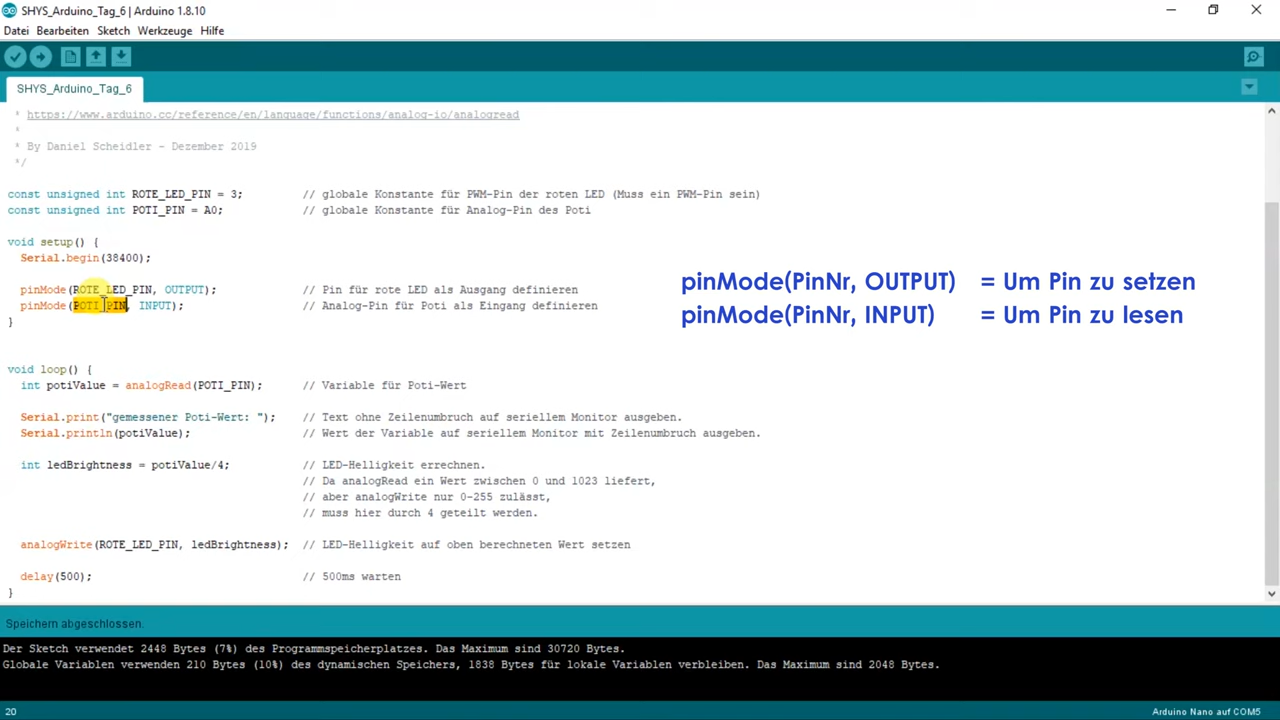 SHYS_Arduino_Tag_6 | Arduino 1.8.10
Datei Bearbeiten Sketch Werkzeuge Hilfe
SHYS_Arduino_Tag_6
* https://www.arduino.cc/reference/en/language/functions/analog-io/analogread
*
* By Daniel Scheidler - Dezember 2019
*/
const unsigned int ROTE_LED_PIN = 3; // globale Konstante für PWM-Pin der roten LED (Muss ein PWM-Pin sein)
const unsigned int POTI_PIN = A0; // globale Konstante für Analog-Pin des Poti
void setup() {
Serial.begin(38400);
pinMode(ROTE_LED_PIN, OUTPUT); // Pin für rote LED als Ausgang definieren
pinMode(POTI_PIN, INPUT); // Analog-Pin für Poti als Eingang definieren
}
pinMode(PinNr, OUTPUT) = Um Pin zu setzen
pinMode(PinNr, INPUT) = Um Pin zu lesen
void loop() {
int potiValue = analogRead(POTI_PIN); // Variable für Poti-Wert
Serial.print("gemessener Poti-Wert: "); // Text ohne Zeilenumbruch auf seriellem Monitor ausgeben.
Serial.println(potiValue); // Wert der Variable auf seriellem Monitor mit Zeilenumbruch ausgeben.
int ledBrightness = potiValue/4; // LED-Helligkeit errechnen.
// Da analogRead ein Wert zwischen 0 und 1023 liefert,
// aber analogWrite nur 0-255 zulässt,
// muss hier durch 4 geteilt werden.
analogWrite(ROTE_LED_PIN, ledBrightness); // LED-Helligkeit auf oben berechneten Wert setzen
delay(500); // 500ms warten
}
Speichern abgeschlossen.
Der Sketch verwendet 2448 Bytes (7%) des Programmspeicherplatzes. Das Maximum sind 30720 Bytes.
Globale Variablen verwenden 210 Bytes (10%) des dynamischen Speichers, 1838 Bytes für lokale Variablen verbleiben. Das Maximum sind 2048 Bytes.
20 Arduino Nano auf COM5